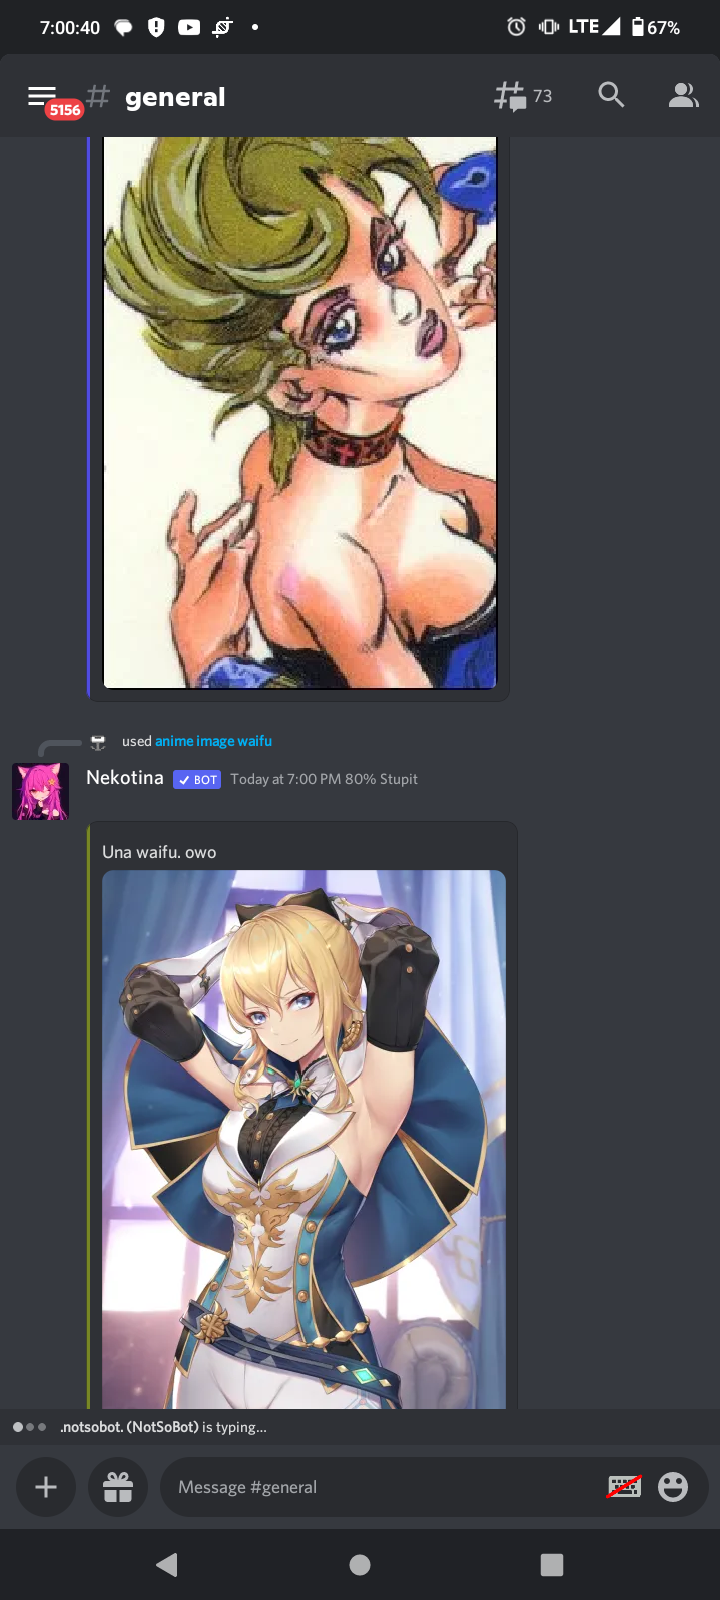 7:00:40
LTE
67%
5156
general
73
used anime image waifu
Nekotina
BOT
Today at 7:00 PM 80% Stupit
Una waifu. owo
.notsobot. (NotSoBot) is typing...
Message #general